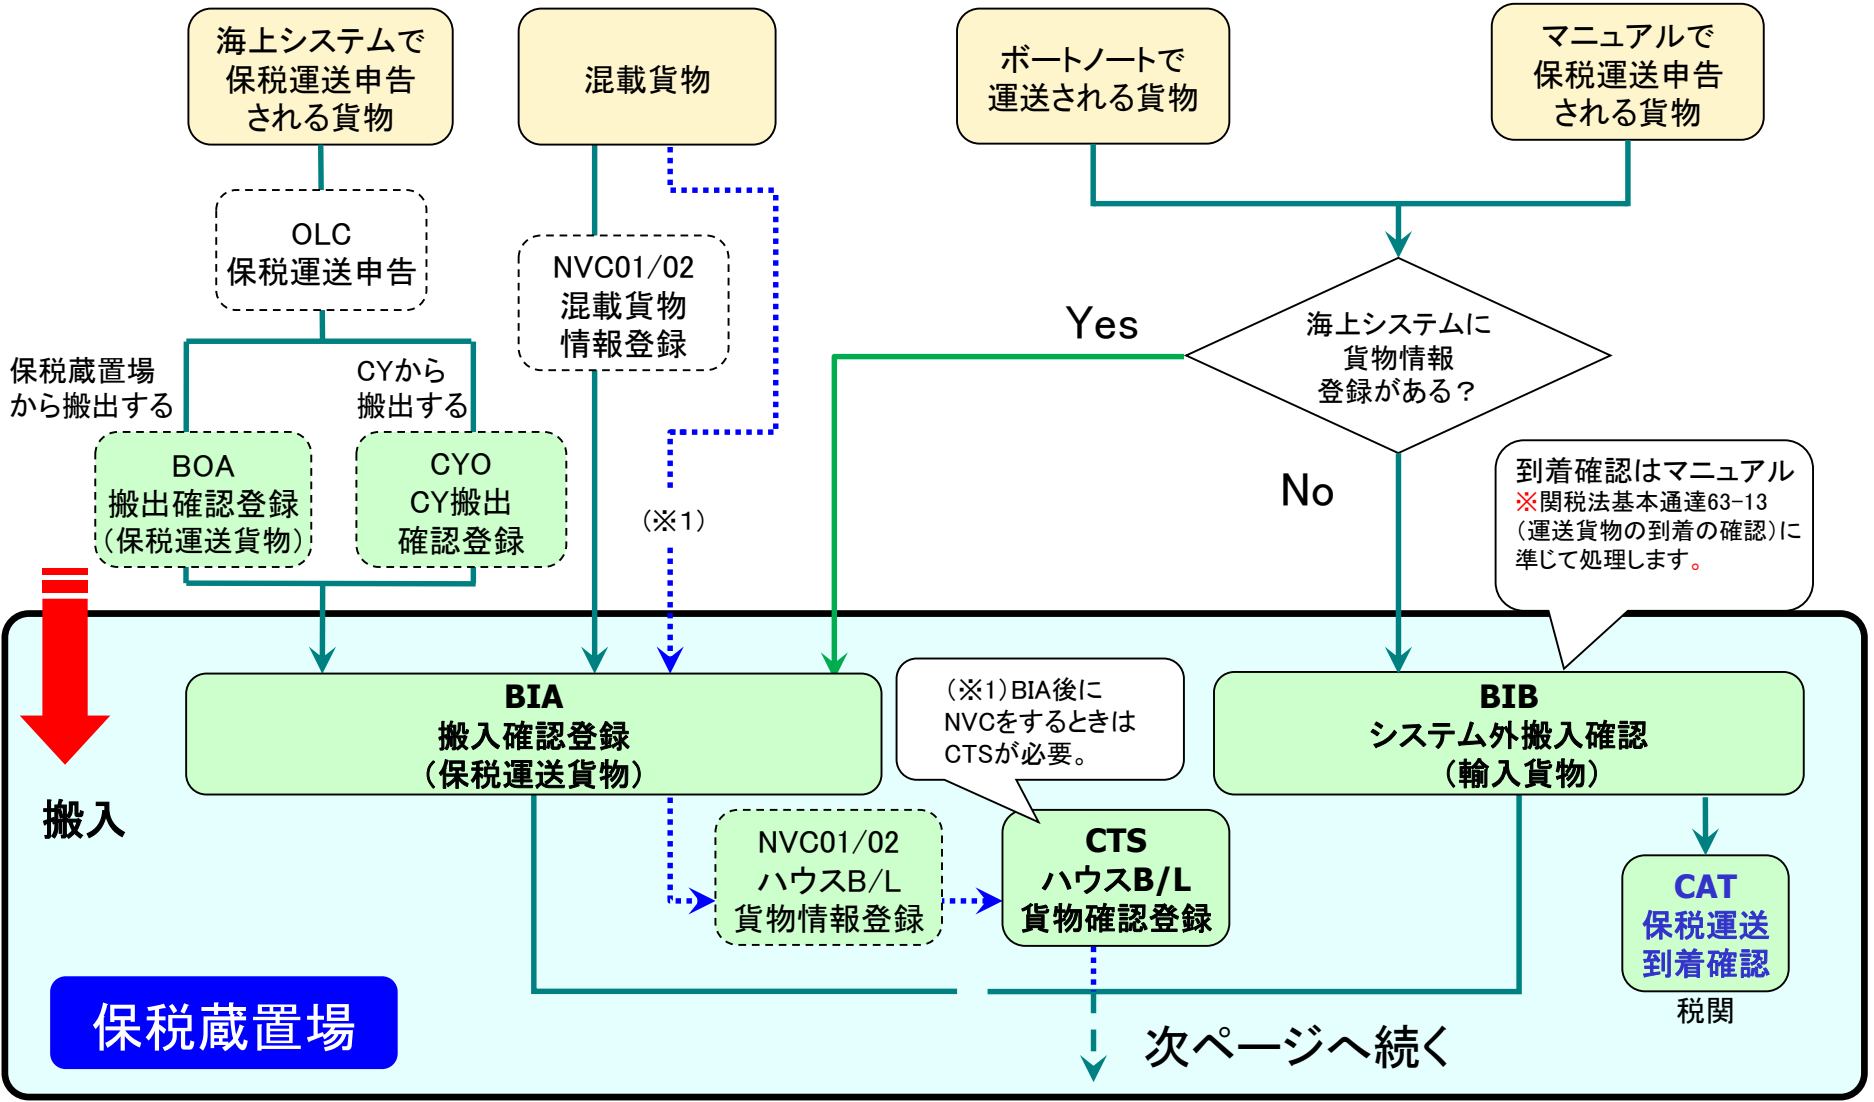 海上システムで
保税運送申告
される貨物
混載貨物
ボートノートで
運送される貨物
マニュアルで
保税運送申告
される貨物
OLC
保税運送申告
NVC01/02
混載貨物
情報登録
Yes
海上システムに
貨物情報
登録がある？
No
保税蔵置場
から搬出する
CYから
搬出する
BOA
搬出確認登録
（保税運送貨物）
CYO
CY搬出
確認登録
（※1）
到着確認はマニュアル
※関税法基本通達63-13
（運送貨物の到着の確認）に
準じて処理します。
搬入
BIA
搬入確認登録
（保税運送貨物）
（※1）BIA後に
NVCをするときは
CTSが必要。
BIB
システム外搬入確認
（輸入貨物）
NVC01/02
ハウスB/L
貨物情報登録
CTS
ハウスB/L
貨物確認登録
CAT
保税運送
到着確認
税関
保税蔵置場
次ページへ続く